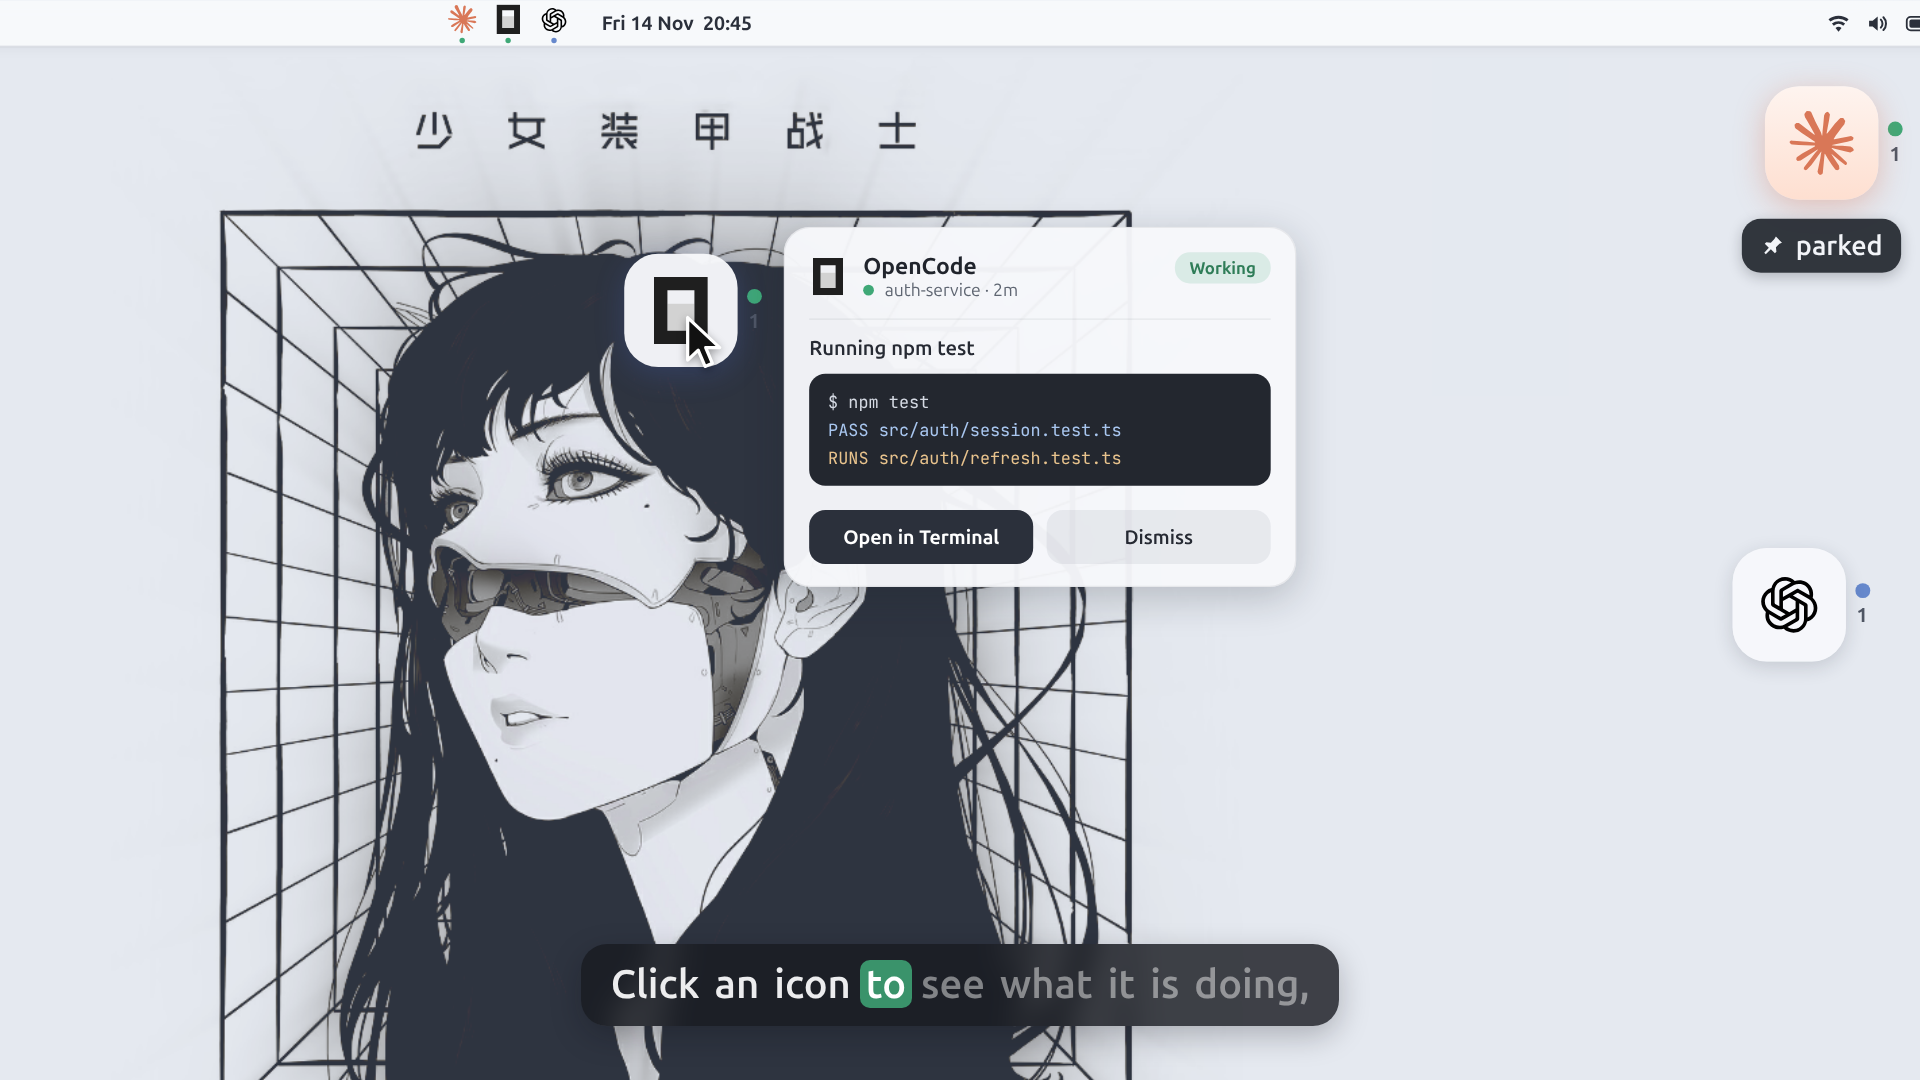 Fri 14 Nov 20:45
少女装甲战士
1
parked
OpenCode
Working
auth-service · 2m
1
Running npm test
$ npm test
PASS src/auth/session.test.ts
RUNS src/auth/refresh.test.ts
Open in Terminal
Dismiss
1
Click an icon to see what it is doing,